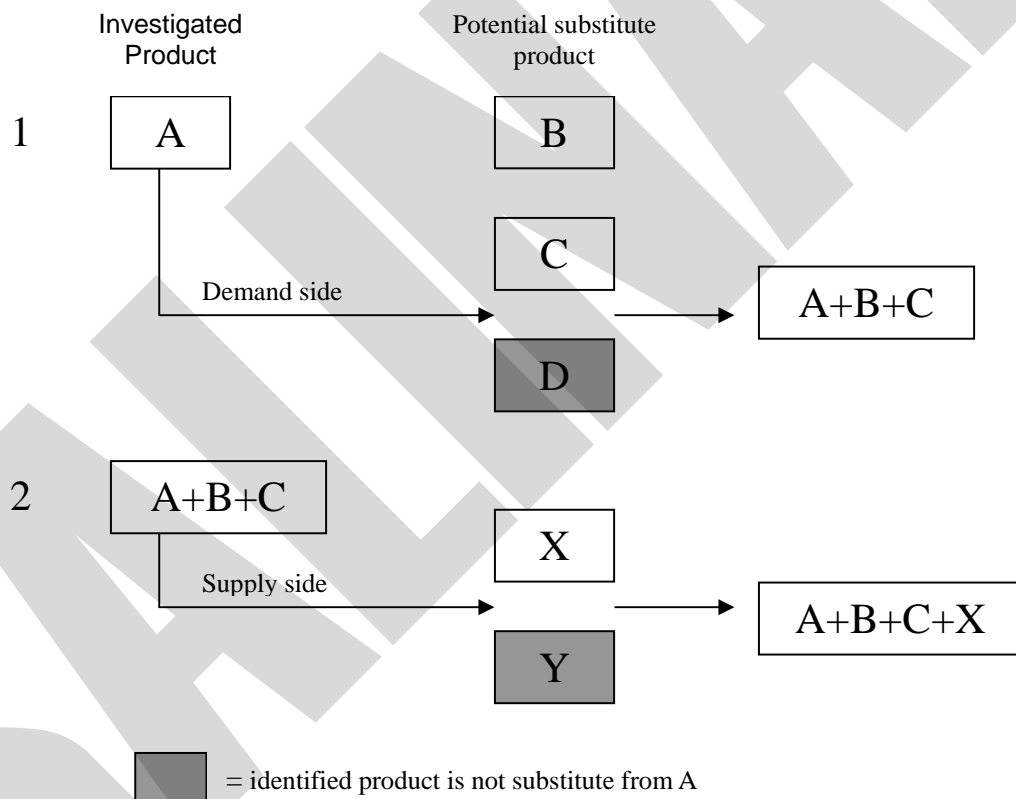 Investigated
Product
Potential substitute
product
1
A
B
C
Demand side
A+B+C
D
2
A+B+C
X
Supply side
A+B+C+X
Y
= identified product is not substitute from A